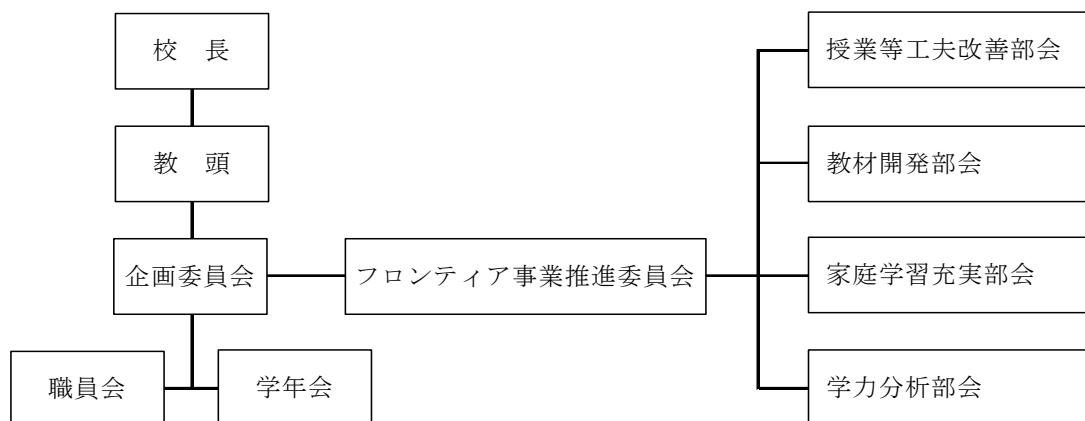 校　長
教　頭
企画委員会
職員会
学年会
フロンティア事業推進委員会
授業等工夫改善部会
教材開発部会
家庭学習充実部会
学力分析部会